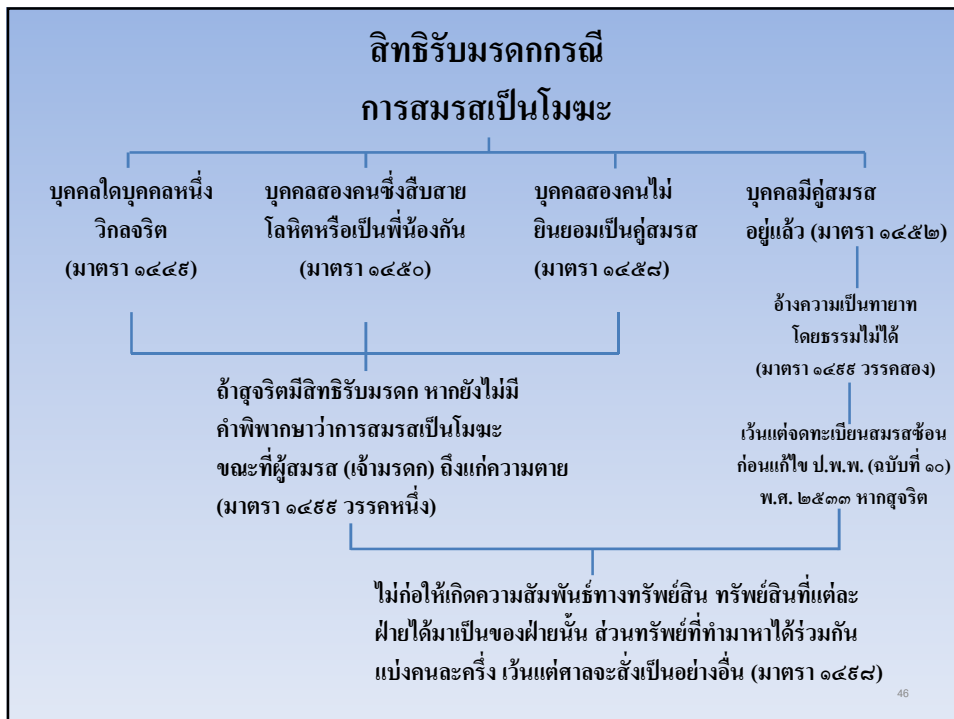 สิทธิรับมรดกกรณี
การสมรสเป็นโมฆะ
บุคคลใดบุคคลหนึ่ง
วิกลจริต
(มาตรา ๑๔๔๙)
บุคคลสองคนซึ่งสืบสาย
โลหิตหรือเป็นพี่น้องกัน
(มาตรา ๑๔๕๐)
บุคคลสองคนไม่
ยินยอมเป็นคู่สมรส
(มาตรา ๑๔๕๘)
บุคคลมีคู่สมรส
อยู่แล้ว (มาตรา ๑๔๕๒)
อ้างความเป็นทายาท
โดยธรรมไม่ได้
(มาตรา ๑๔๙๙ วรรคสอง)
ถ้าสุจริตมีสิทธิรับมรดก หากยังไม่มี
คำพิพากษาว่าการสมรสเป็นโมฆะ
ขณะที่ผู้สมรส (เจ้ามรดก) ถึงแก่ความตาย
(มาตรา ๑๔๙๙ วรรคหนึ่ง)
เว้นแต่จดทะเบียนสมรสซ้อน
ก่อนแก้ไข ป.พ.พ. (ฉบับที่ ๑๐)
พ.ศ. ๒๕๓๓ หากสุจริต
ไม่ก่อให้เกิดความสัมพันธ์ทางทรัพย์สิน ทรัพย์สินที่แต่ละ
ฝ่ายได้มาเป็นของฝ่ายนั้น ส่วนทรัพย์ที่ทำมาหาได้ร่วมกัน
แบ่งคนละครึ่ง เว้นแต่ศาลจะสั่งเป็นอย่างอื่น (มาตรา ๑๔๙๘)
46